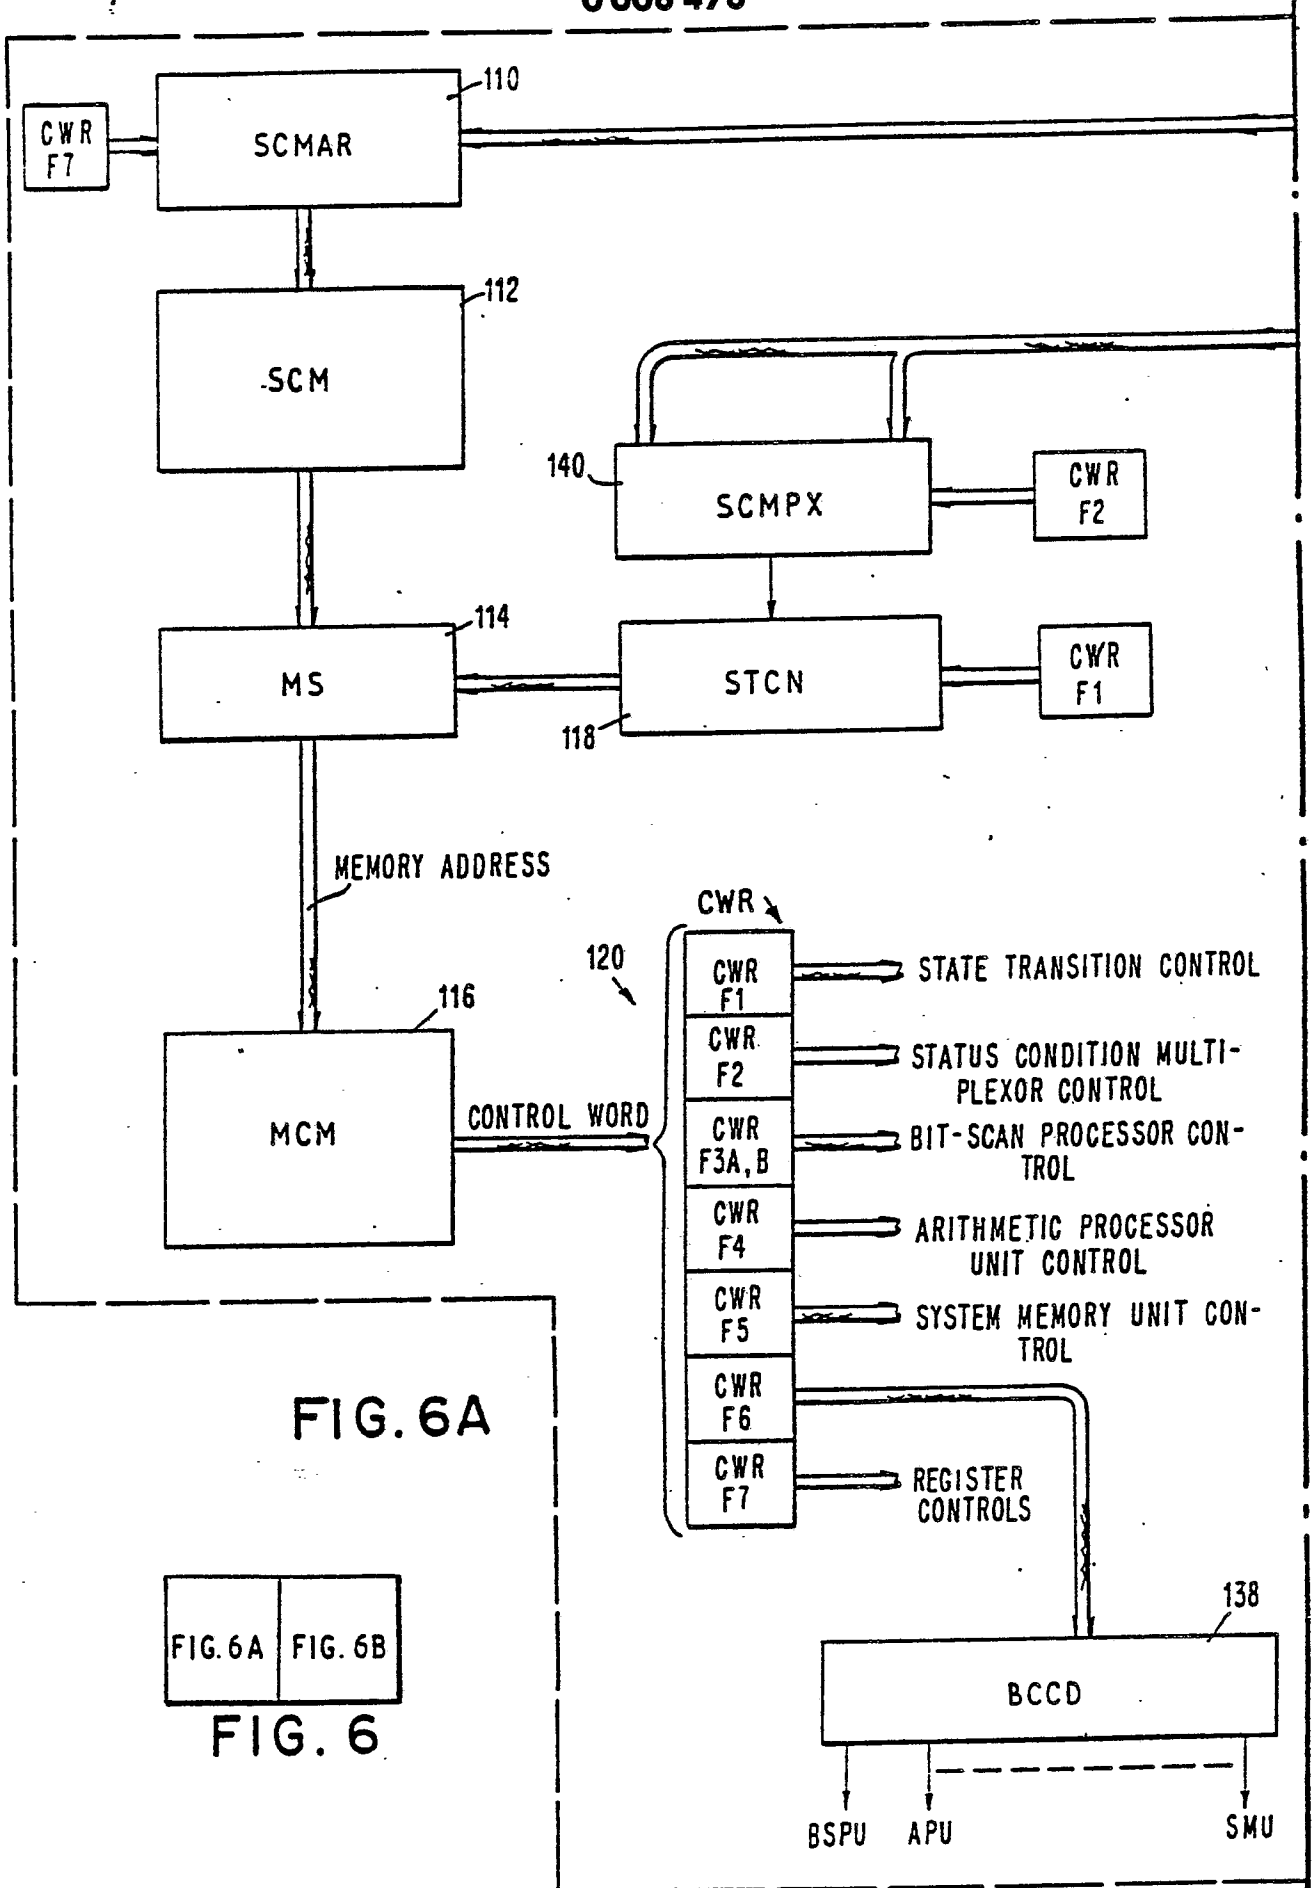 110
CWR
F7
SCMAR
112
SCM
140
SCMPX
CWR
F2
114
MS
STCN
118
CWR
F1
MEMORY ADDRESS
CWR
120
116
MCM
CONTROL WORD
CWR
F1
STATE TRANSITION CONTROL
CWR
F2
STATUS CONDITION MULTI-
PLEXOR CONTROL
CWR
F3A, B
BIT-SCAN PROCESSOR CON-
TROL
CWR
F4
ARITHMETIC PROCESSOR
UNIT CONTROL
CWR
F5
SYSTEM MEMORY UNIT CON-
TROL
CWR
F6
CWR
F7
REGISTER
CONTROLS
FIG. 6A
FIG. 6A FIG. 6B
FIG. 6
138
BCCD
BSPU APU SMU